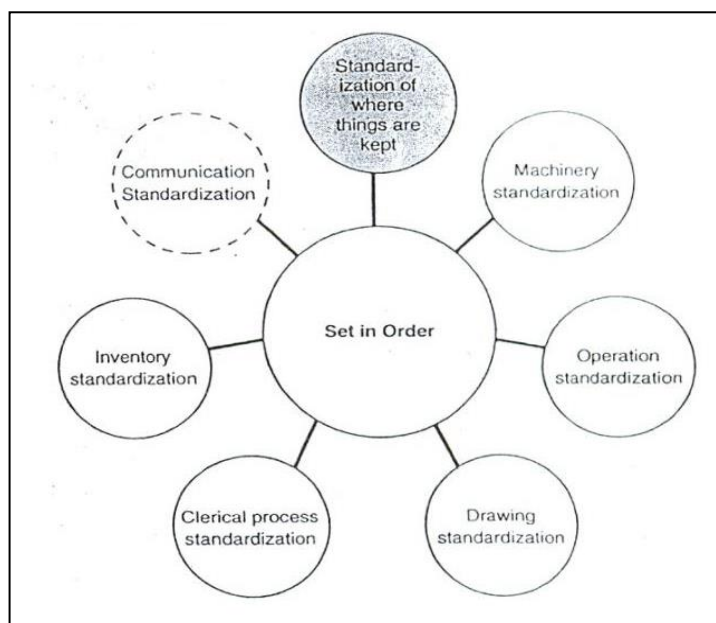 Standard-
ization of
where
things are
kept
Communication
Standardization
Machinery
standardization
Set in Order
Inventory
standardization
Operation
standardization
Clerical process
standardization
Drawing
standardization